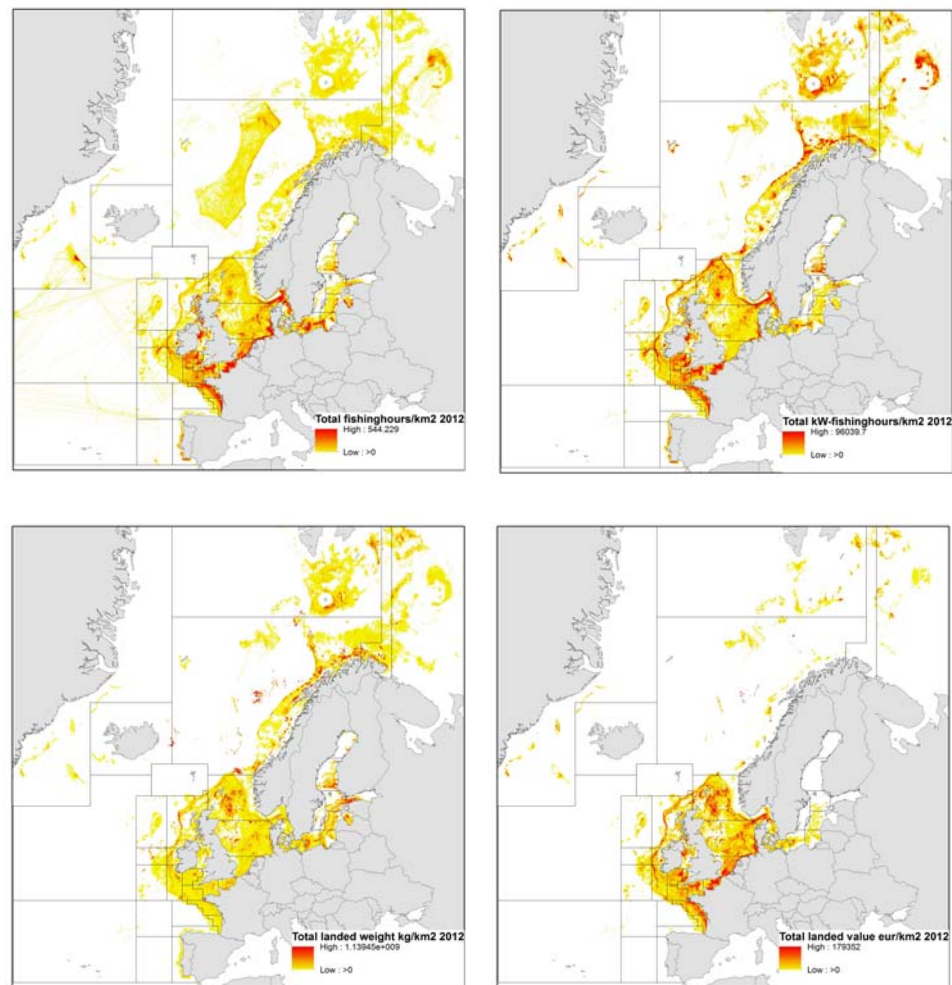 Total fishinghours/km2 2012
High : 544.229
Low : >0
Total kW-fishinghours/km2 2012
High : 96039.7
Low : >0
Total landed weight kg/km2 2012
High : 1.13945e+009
Low : >0
Total landed value eur/km2 2012
High : 179352
Low : >0